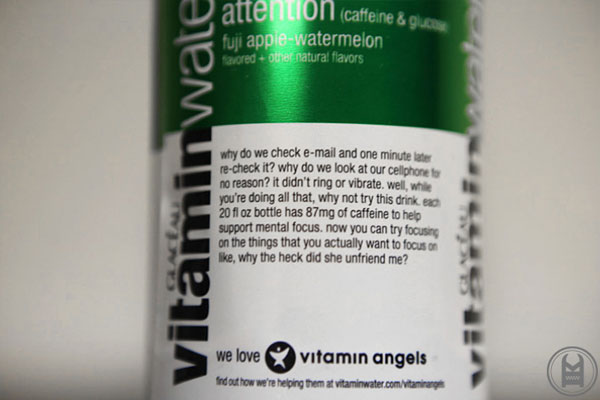 attention (caffeine & glucose
fuji apple-watermelon
flavored + other natural flavors
GLACÉAU
vitaminwater
why do we check e-mail and one minute later
re-check it? why do we look at our cellphone for
no reason? it didn't ring or vibrate. well, while
you're doing all that, why not try this drink. each
20 fl oz bottle has 87mg of caffeine to help
support mental focus. now you can try focusing
on the things that you actually want to focus on
like, why the heck did she unfriend me?
we love vitamin angels
find out how we're helping them at vitaminwater.com/vitaminangels
GLACÉAU
vitaminwater